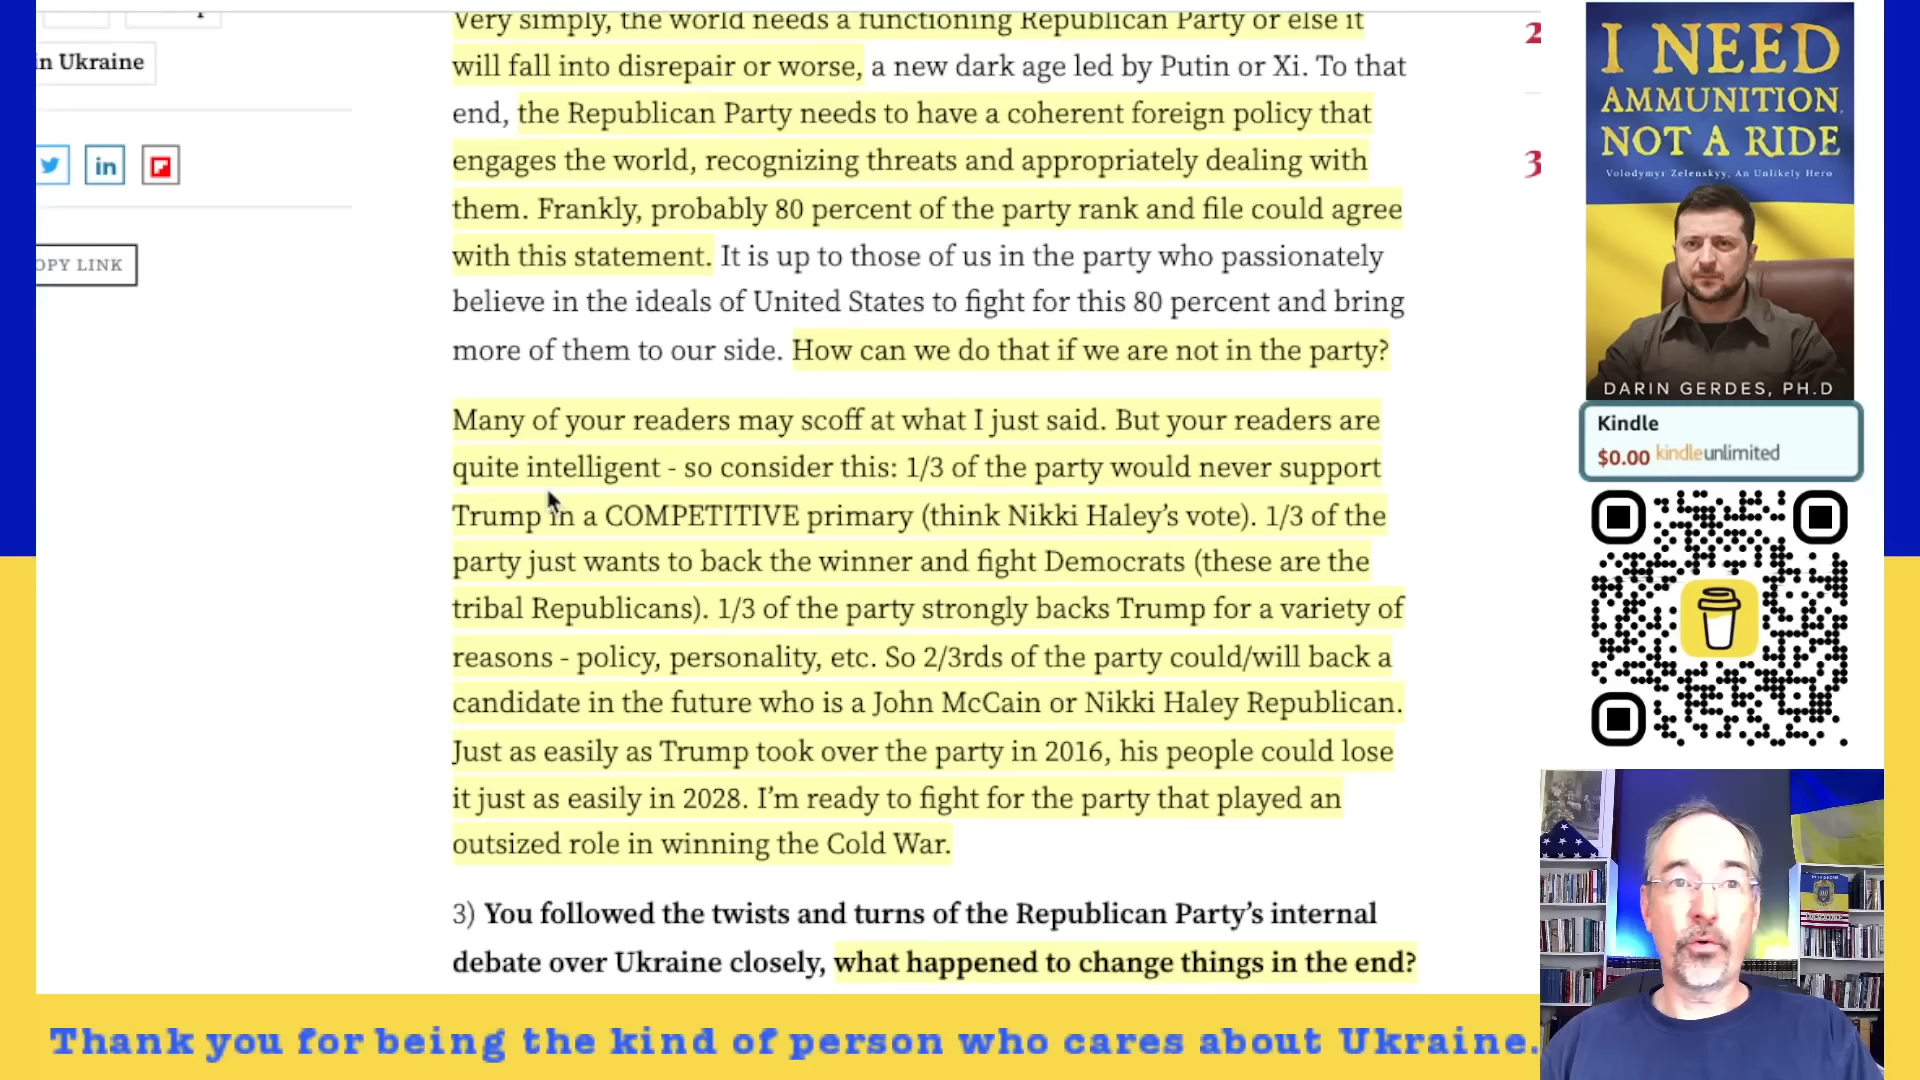 in Ukraine
OPY LINK
Very simply, the world needs a functioning Republican Party or else it
will fall into disrepair or worse, a new dark age led by Putin or Xi. To that
end, the Republican Party needs to have a coherent foreign policy that
engages the world, recognizing threats and appropriately dealing with
them. Frankly, probably 80 percent of the party rank and file could agree
with this statement. It is up to those of us in the party who passionately
believe in the ideals of United States to fight for this 80 percent and bring
more of them to our side. How can we do that if we are not in the party?
Many of your readers may scoff at what I just said. But your readers are
quite intelligent - so consider this: 1/3 of the party would never support
Trump in a COMPETITIVE primary (think Nikki Haley's vote). 1/3 of the
party just wants to back the winner and fight Democrats (these are the
tribal Republicans). 1/3 of the party strongly backs Trump for a variety of
reasons - policy, personality, etc. So 2/3rds of the party could/will back a
candidate in the future who is a John McCain or Nikki Haley Republican.
Just as easily as Trump took over the party in 2016, his people could lose
it just as easily in 2028. I'm ready to fight for the party that played an
outsized role in winning the Cold War.
3) You followed the twists and turns of the Republican Party's internal
debate over Ukraine closely, what happened to change things in the end?
2
3
I NEED
AMMUNITION,
NOT A RIDE
Volodymyr Zelenskyy, An Unlikely Hero
DARIN GERDES, PH.D
Kindle
$0.00 kindleunlimited
Thank you for being the kind of person who cares about Ukraine.